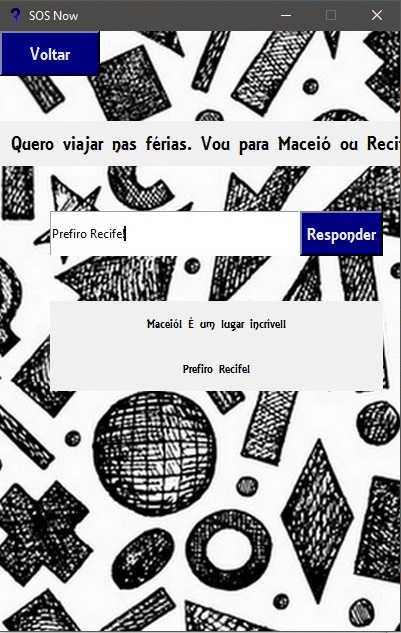 SOS Now
Voltar
Quero viajar nas férias. Vou para Maceió ou Reci
Prefiro Recife!
Responder
Maceió! É um lugar incrível!
Prefiro Recife!